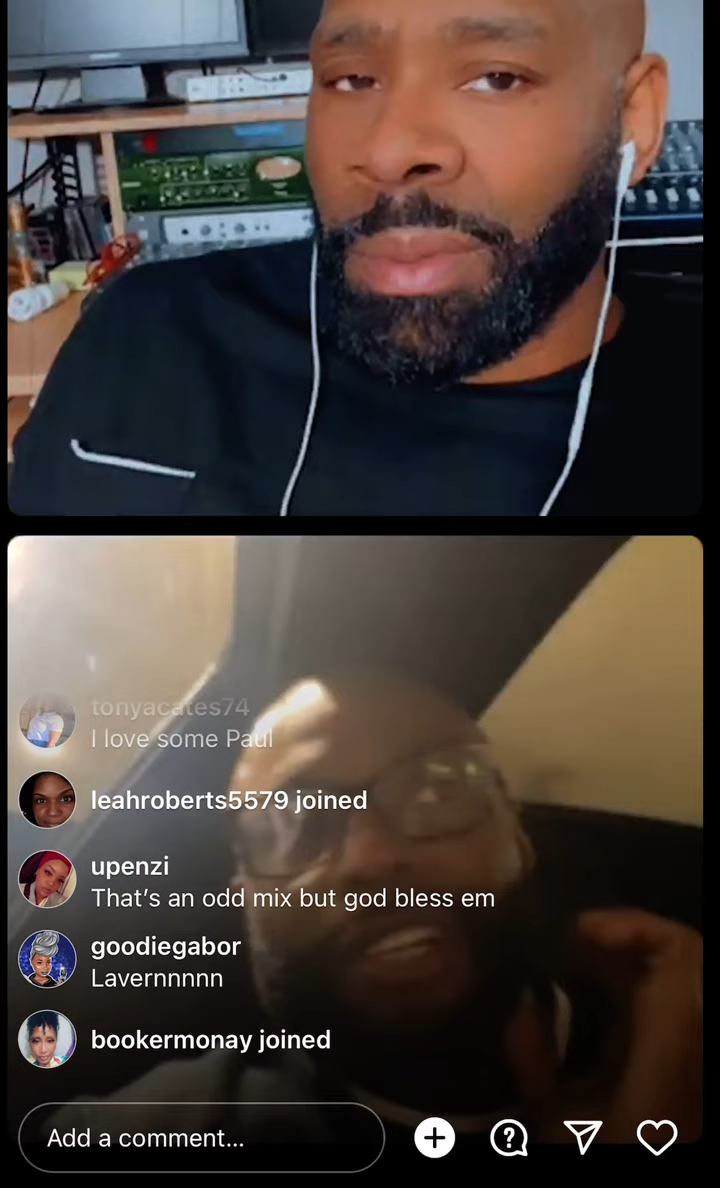 tonyacates74
I love some Paul
leahroberts5579 joined
upenzi
That's an odd mix but god bless em
goodiegabor
Lavernnnnn
bookermonay joined
Add a comment...